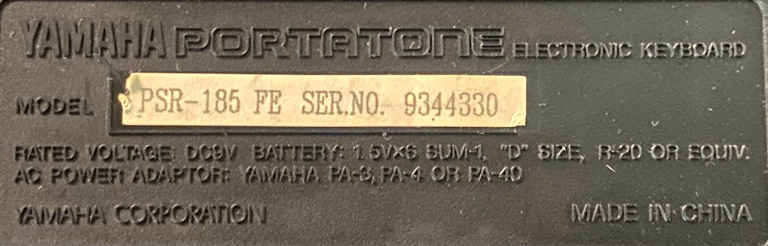 YAMAHA PORTATONE ELECTRONIC KEYBOARD
MODEL PSR-185 FE SER.NO. 9344330
RATED VOLTAGE: DC9V BATTERY: 1.5V×6 SUM-1, "D" SIZE, R-20 OR EQUIV.
AC POWER ADAPTOR: YAMAHA PA-3, PA-4 OR PA-40
YAMAHA CORPORATION MADE IN CHINA